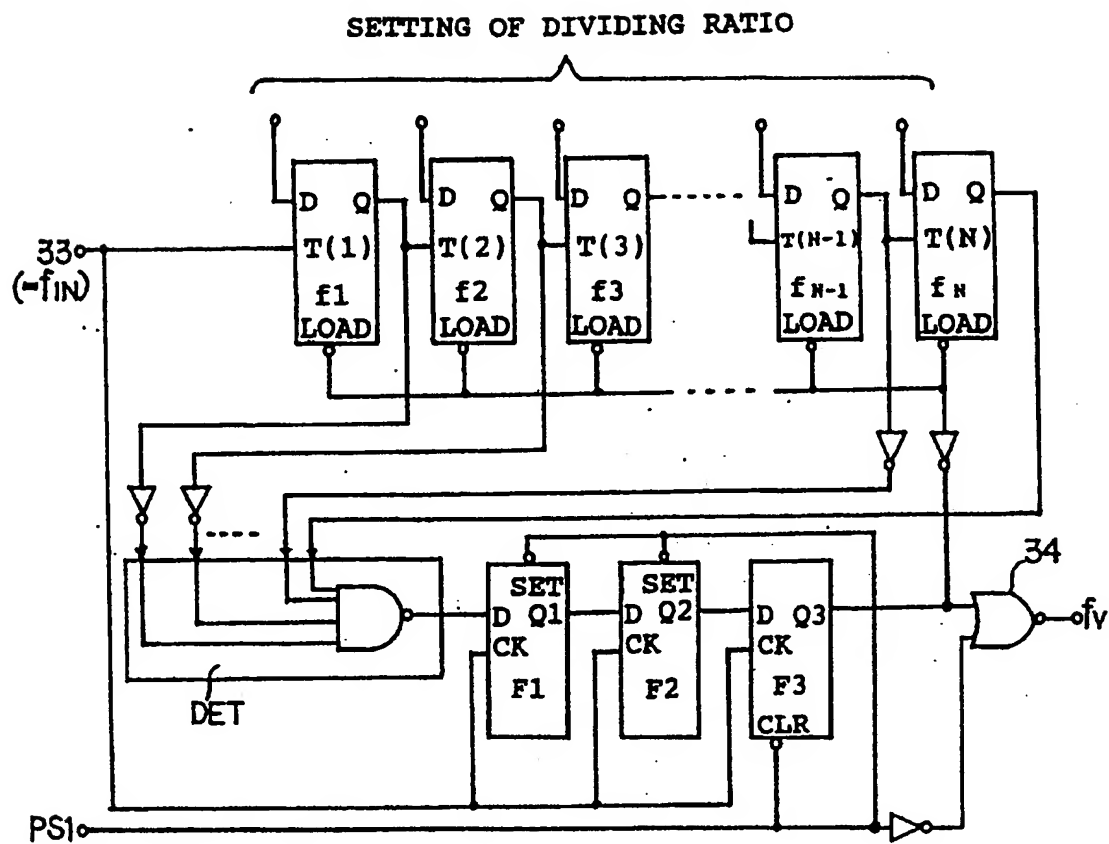 SETTING OF DIVIDING RATIO
D Q D Q D Q D Q D Q
33 T(1) T(2) T(3) T(N-1) T(N)
(=fIN) f1 f2 f3 fN-1 fN
LOAD LOAD LOAD LOAD LOAD
34
SET SET
D Q1 D Q2 D Q3 fV
CK CK CK
F1 F2 F3
DET CLR
PS1